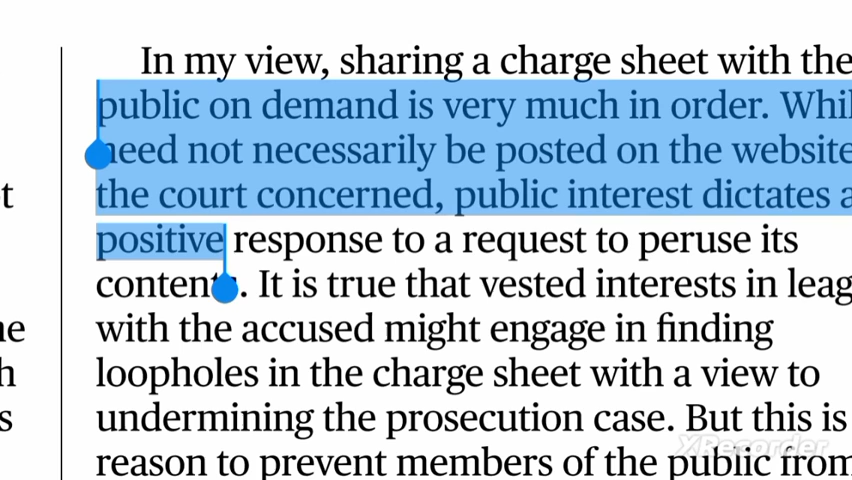 In my view, sharing a charge sheet with the
public on demand is very much in order. Whil
need not necessarily be posted on the website
the court concerned, public interest dictates a
t
positive response to a request to peruse its
contents. It is true that vested interests in leag
with the accused might engage in finding
ne
loopholes in the charge sheet with a view to
h
undermining the prosecution case. But this is
s
reason to prevent members of the public from
XRecorder